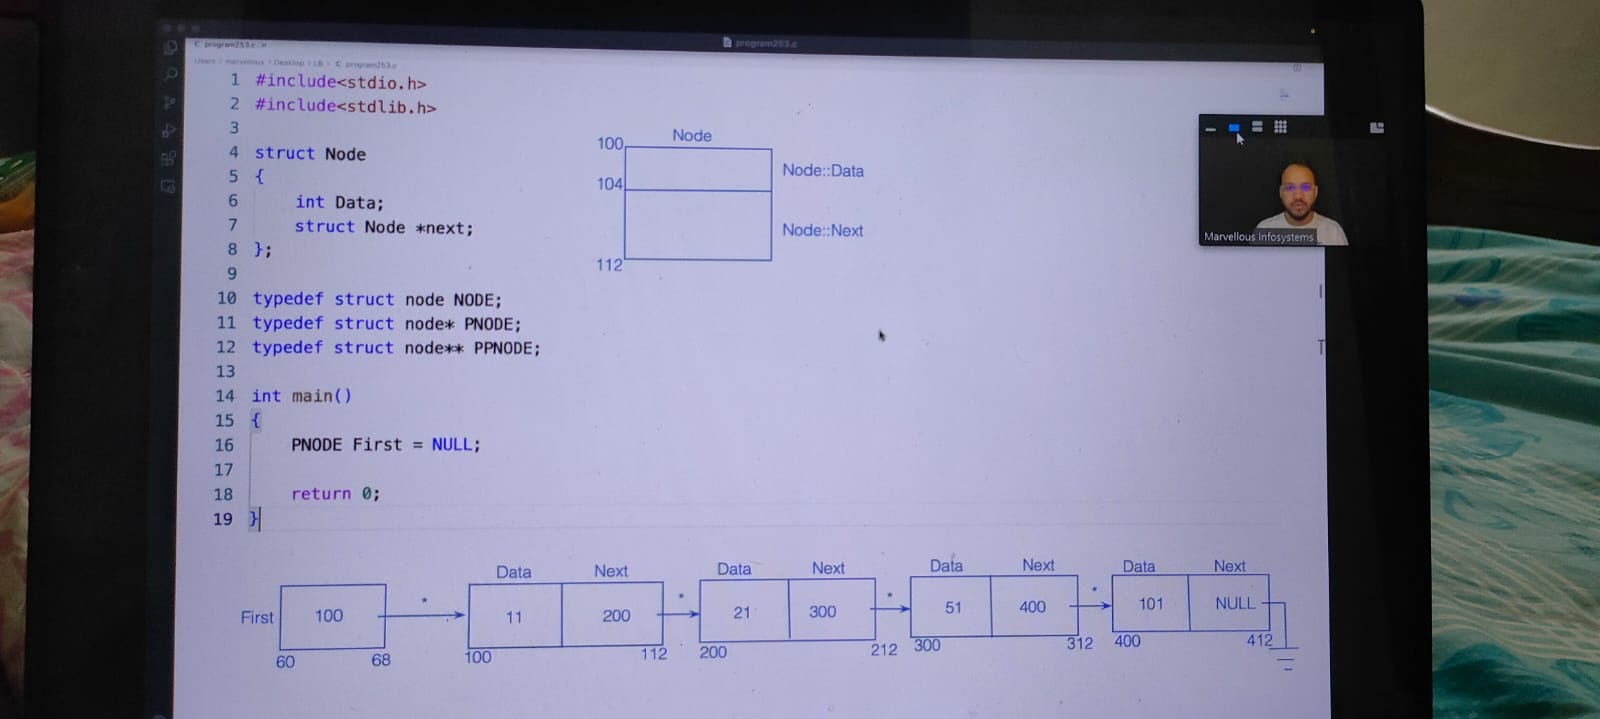 program253.c
C program253.c ×
Users > marvellous > Desktop > LB > C program253.c
1 #include<stdio.h>
2 #include<stdlib.h>
3
4 struct Node
5 {
6 int Data;
7 struct Node *next;
8 };
9
10 typedef struct node NODE;
11 typedef struct node* PNODE;
12 typedef struct node** PPNODE;
13
14 int main()
15 {
16 PNODE First = NULL;
17
18 return 0;
19 }
Node
100
Node::Data
104
Node::Next
112
Marvellous Infosystems
Data Next Data Next Data Next Data Next
* * * *
First 100 11 200 21 300 51 400 101 NULL
60 68 100 112 200 212 300 312 400 412